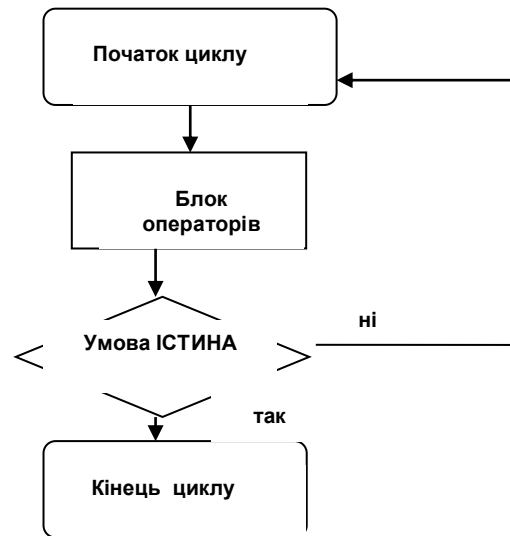 Початок циклу
Блок
операторів
Умова ІСТИНА
ні
так
Кінець циклу